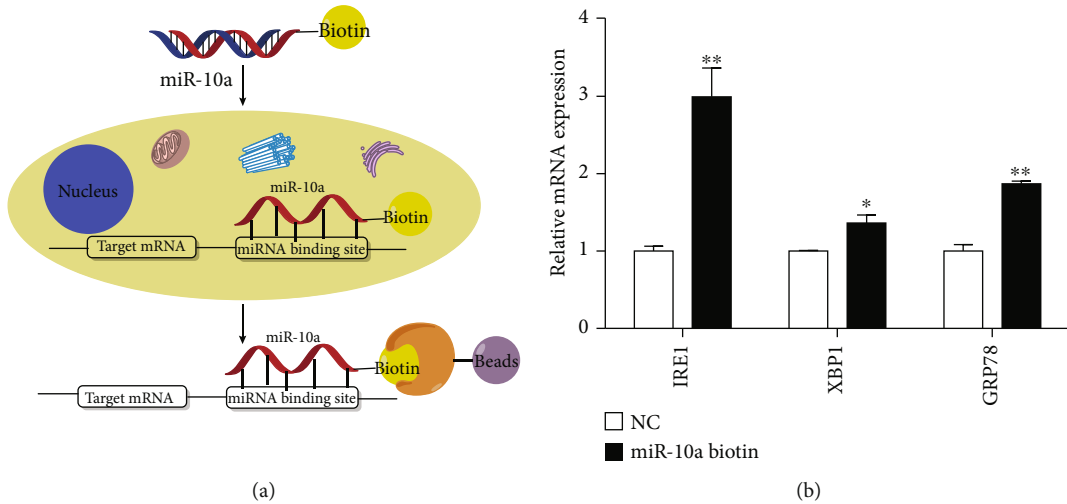 Biotin
miR-10a
Nucleus
miR-10a
Biotin
Target mRNA
miRNA binding site
miR-10a
Biotin
Beads
Target mRNA
miRNA binding site
(a)
Relative mRNA expression
4
3
2
1
0
**
*
**
IRE1
XBP1
GRP78
NC
miR-10a biotin
(b)